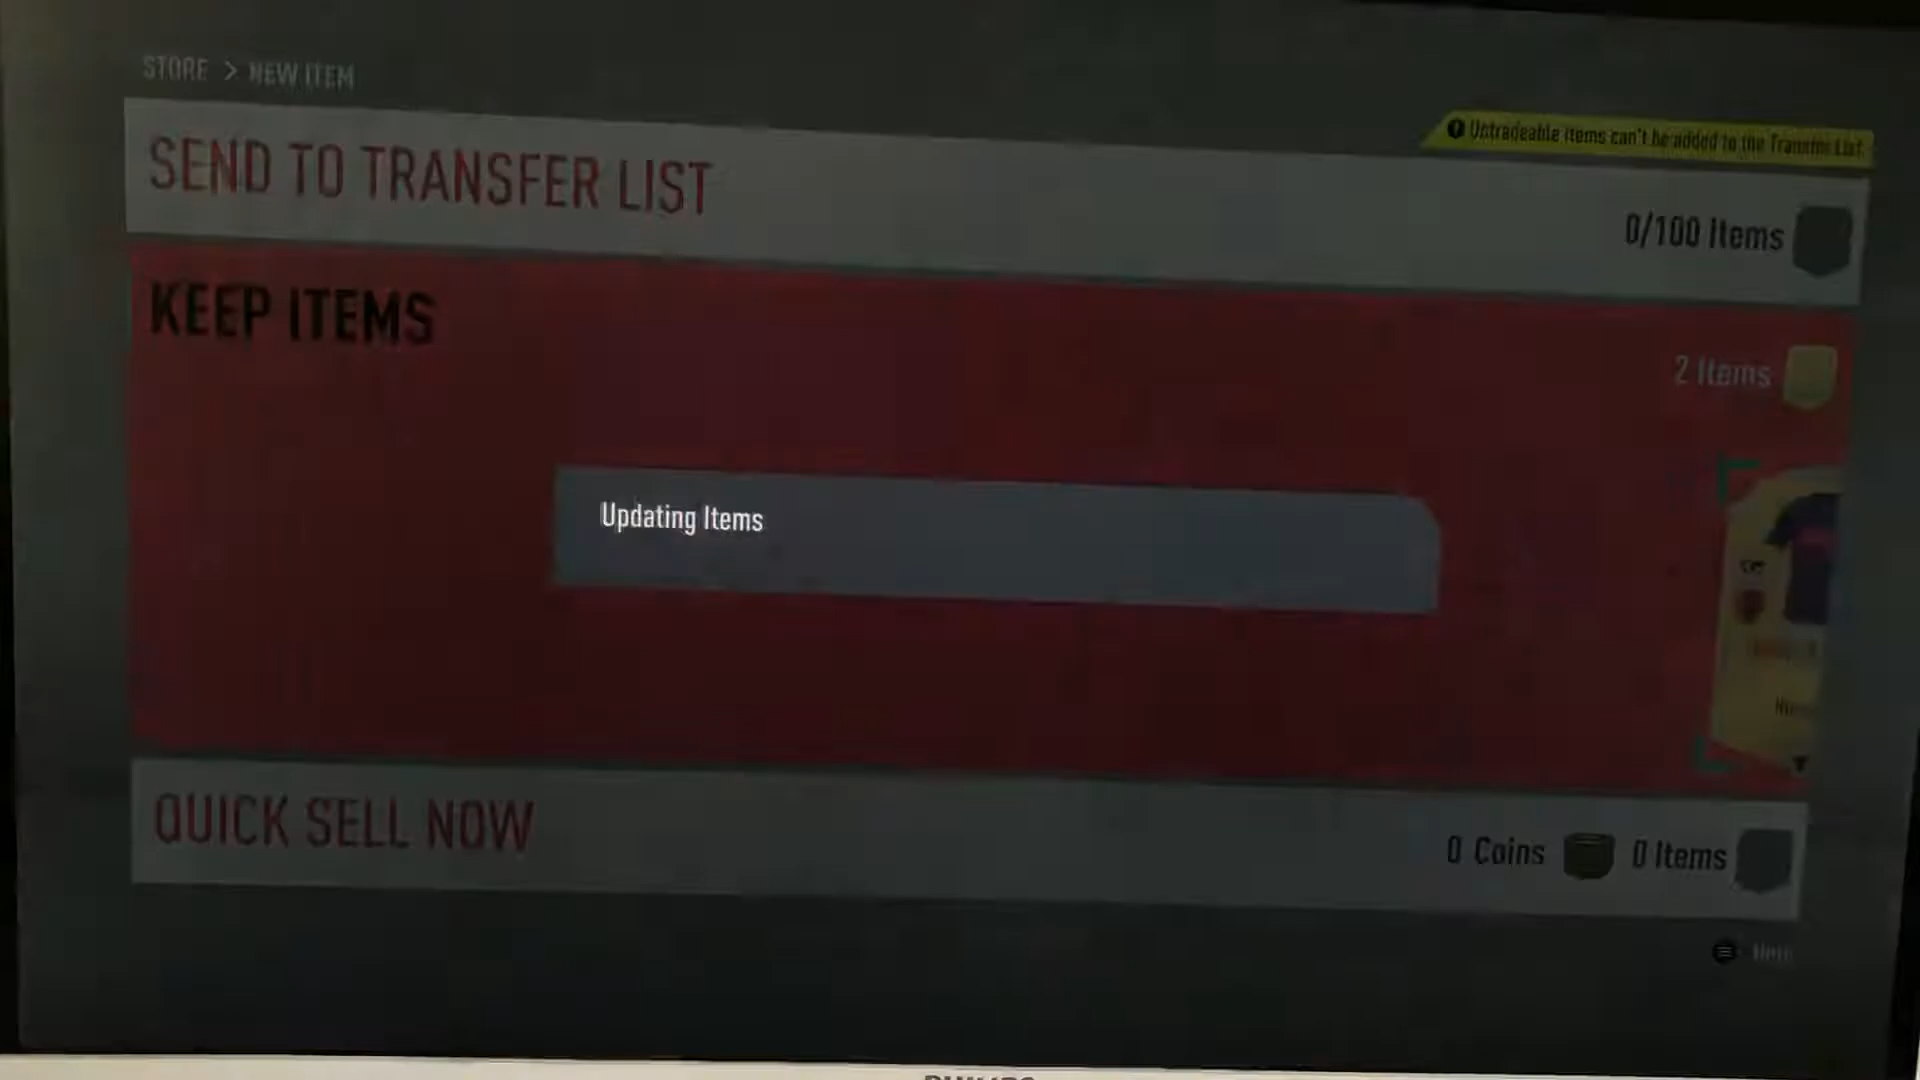 STORE > NEW ITEM
Untradeable items can't be added to the Transfer List.
SEND TO TRANSFER LIST
0/100 Items
KEEP ITEMS
2 Items
Updating Items
QUICK SELL NOW
0 Coins 0 Items